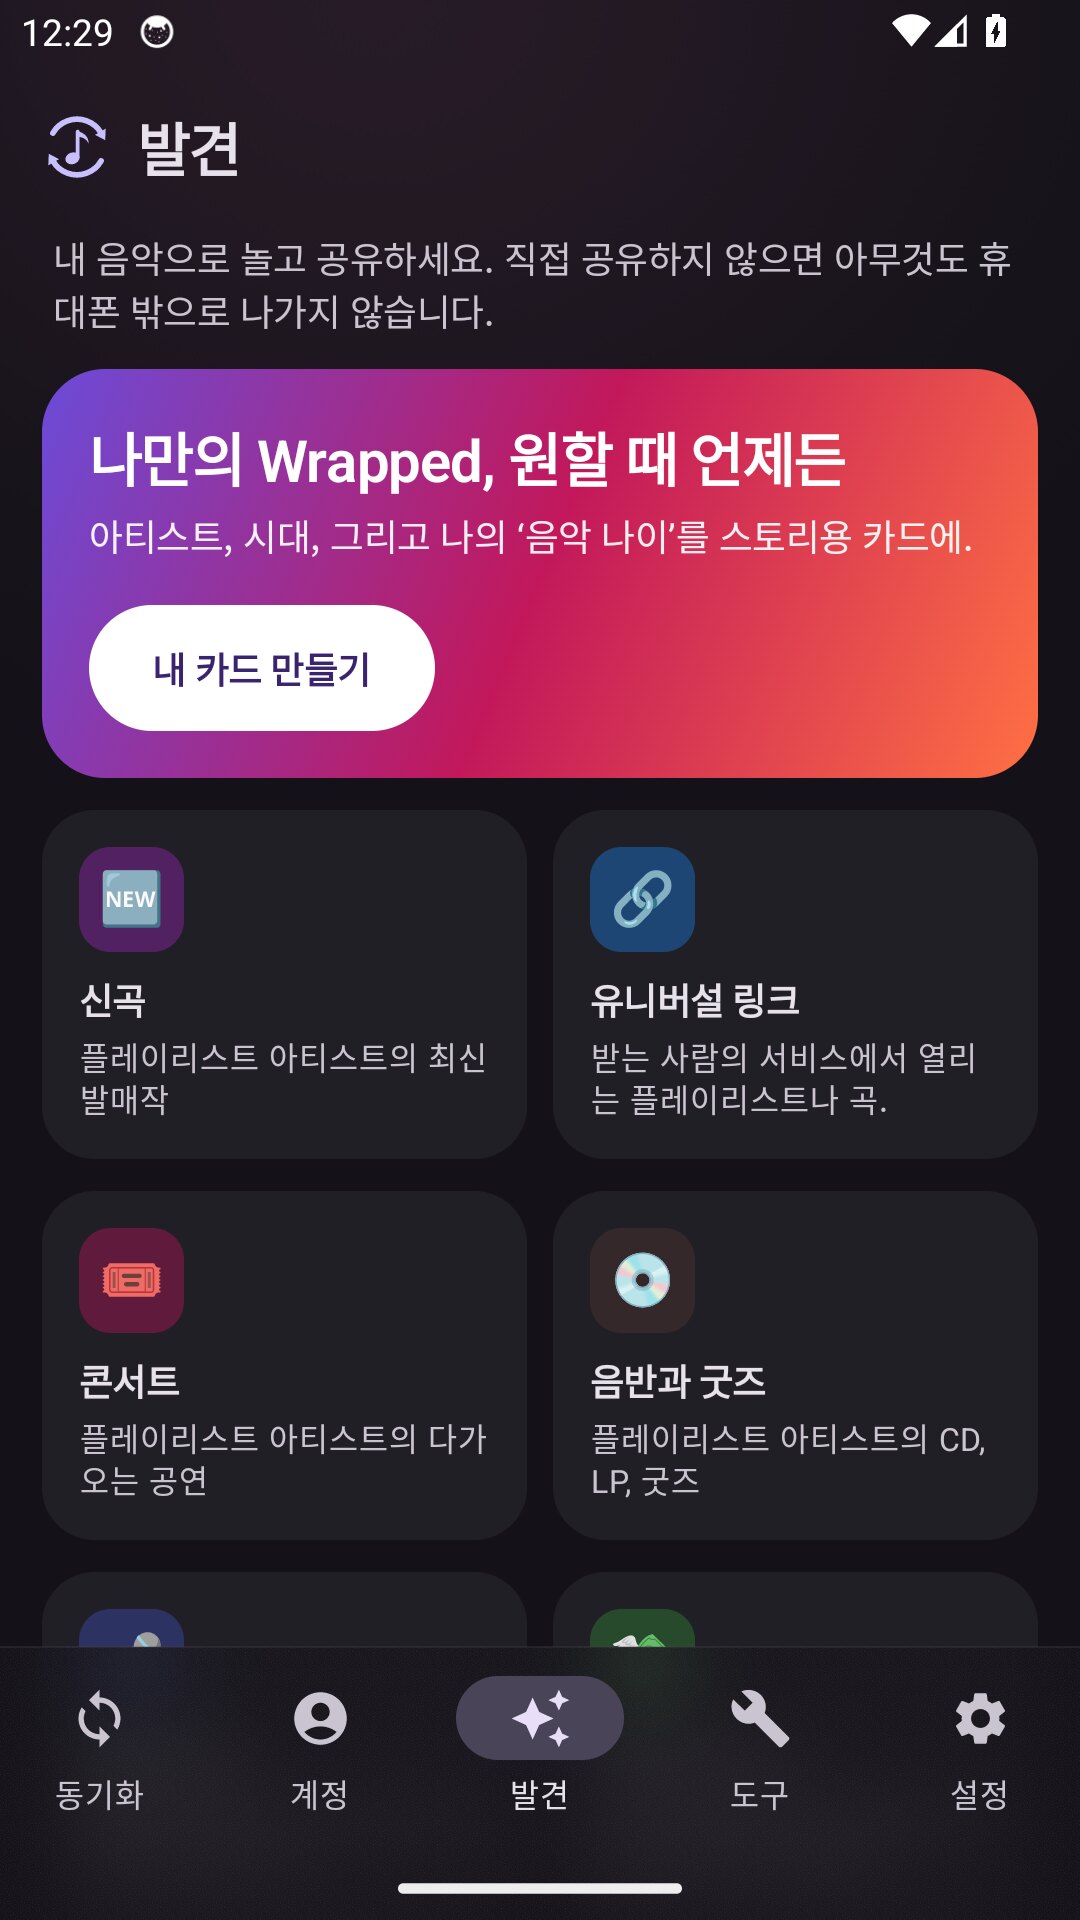 12:29
발견
내 음악으로 놀고 공유하세요. 직접 공유하지 않으면 아무것도 휴
대폰 밖으로 나가지 않습니다.
나만의 Wrapped, 원할 때 언제든
아티스트, 시대, 그리고 나의 ‘음악 나이’를 스토리용 카드에.
내 카드 만들기
NEW
신곡
플레이리스트 아티스트의 최신
발매작
유니버설 링크
받는 사람의 서비스에서 열리
는 플레이리스트나 곡.
콘서트
플레이리스트 아티스트의 다가
오는 공연
음반과 굿즈
플레이리스트 아티스트의 CD,
LP, 굿즈
동기화
계정
발견
도구
설정